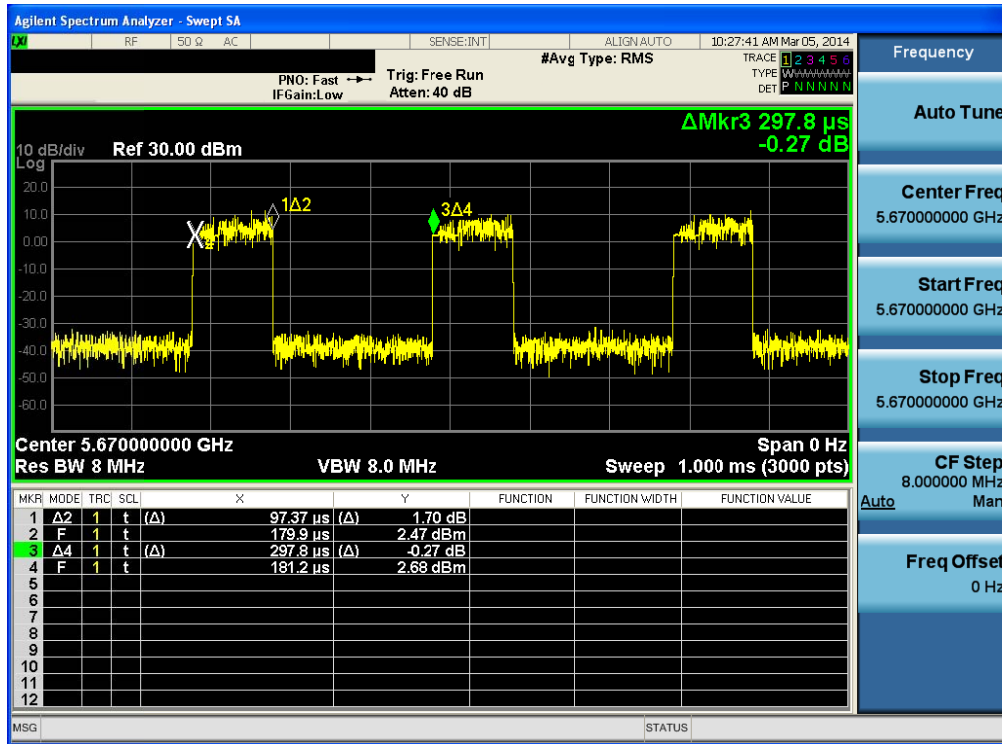 Agilent Spectrum Analyzer - Swept SA
LXI RF 50 Ω AC SENSE:INT ALIGN AUTO 10:27:41 AM Mar 05, 2014
#Avg Type: RMS TRACE 1 2 3 4 5 6
PNO: Fast Trig: Free Run TYPE WWWWWW
IFGain:Low Atten: 40 dB DET P N N N N N
ΔMkr3 297.8 µs
-0.27 dB
10 dB/div Ref 30.00 dBm
Log
20.0
10.0
0.00
-10.0
-20.0
-30.0
-40.0
-50.0
-60.0
1Δ2
3Δ4
Center 5.670000000 GHz Span 0 Hz
Res BW 8 MHz VBW 8.0 MHz Sweep 1.000 ms (3000 pts)
MKR MODE TRC SCL X Y FUNCTION FUNCTION WIDTH FUNCTION VALUE
1 Δ2 1 t (Δ) 97.37 µs (Δ) 1.70 dB
2 F 1 t 179.9 µs 2.47 dBm
3 Δ4 1 t (Δ) 297.8 µs (Δ) -0.27 dB
4 F 1 t 181.2 µs 2.68 dBm
5
6
7
8
9
10
11
12
MSG STATUS
Frequency
Auto Tune
Center Freq
5.670000000 GHz
Start Freq
5.670000000 GHz
Stop Freq
5.670000000 GHz
CF Step
8.000000 MHz
Auto Man
Freq Offset
0 Hz